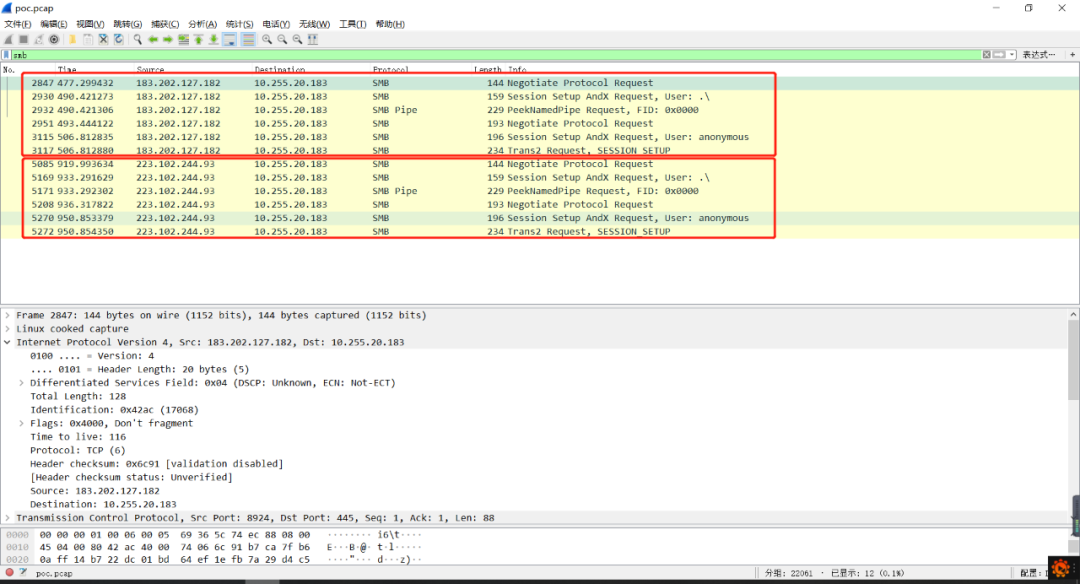 poc.pcap
文件(F) 编辑(E) 视图(V) 跳转(G) 捕获(C) 分析(A) 统计(S) 电话(Y) 无线(W) 工具(T) 帮助(H)
smb 表达式… +
No. Time Source Destination Protocol Length Info
2847 477.299432 183.202.127.182 10.255.20.183 SMB 144 Negotiate Protocol Request
2930 490.421273 183.202.127.182 10.255.20.183 SMB 159 Session Setup AndX Request, User: .\
2932 490.421306 183.202.127.182 10.255.20.183 SMB Pipe 229 PeekNamedPipe Request, FID: 0x0000
2951 493.444122 183.202.127.182 10.255.20.183 SMB 193 Negotiate Protocol Request
3115 506.812835 183.202.127.182 10.255.20.183 SMB 196 Session Setup AndX Request, User: anonymous
3117 506.812880 183.202.127.182 10.255.20.183 SMB 234 Trans2 Request, SESSION_SETUP
5085 919.993634 223.102.244.93 10.255.20.183 SMB 144 Negotiate Protocol Request
5169 933.291629 223.102.244.93 10.255.20.183 SMB 159 Session Setup AndX Request, User: .\
5171 933.292302 223.102.244.93 10.255.20.183 SMB Pipe 229 PeekNamedPipe Request, FID: 0x0000
5208 936.317822 223.102.244.93 10.255.20.183 SMB 193 Negotiate Protocol Request
5270 950.853379 223.102.244.93 10.255.20.183 SMB 196 Session Setup AndX Request, User: anonymous
5272 950.854350 223.102.244.93 10.255.20.183 SMB 234 Trans2 Request, SESSION_SETUP
Frame 2847: 144 bytes on wire (1152 bits), 144 bytes captured (1152 bits)
Linux cooked capture
Internet Protocol Version 4, Src: 183.202.127.182, Dst: 10.255.20.183
0100 .... = Version: 4
.... 0101 = Header Length: 20 bytes (5)
Differentiated Services Field: 0x04 (DSCP: Unknown, ECN: Not-ECT)
Total Length: 128
Identification: 0x42ac (17068)
Flags: 0x4000, Don't fragment
Time to live: 116
Protocol: TCP (6)
Header checksum: 0x6c91 [validation disabled]
[Header checksum status: Unverified]
Source: 183.202.127.182
Destination: 10.255.20.183
Transmission Control Protocol, Src Port: 8924, Dst Port: 445, Seq: 1, Ack: 1, Len: 88
0000 00 00 00 01 00 06 00 05 69 36 5c 74 ec 88 08 00 ········ i6\t····
0010 45 04 00 80 42 ac 40 00 74 06 6c 91 b7 ca 7f b6 E···B·@· t·l·····
0020 0a ff 14 b7 22 dc 01 bd 64 ef 1e fb 7a 29 d4 c5 ····"··· d···z)··
poc.pcap 分组: 22061 · 已显示: 12 (0.1%) 配置: